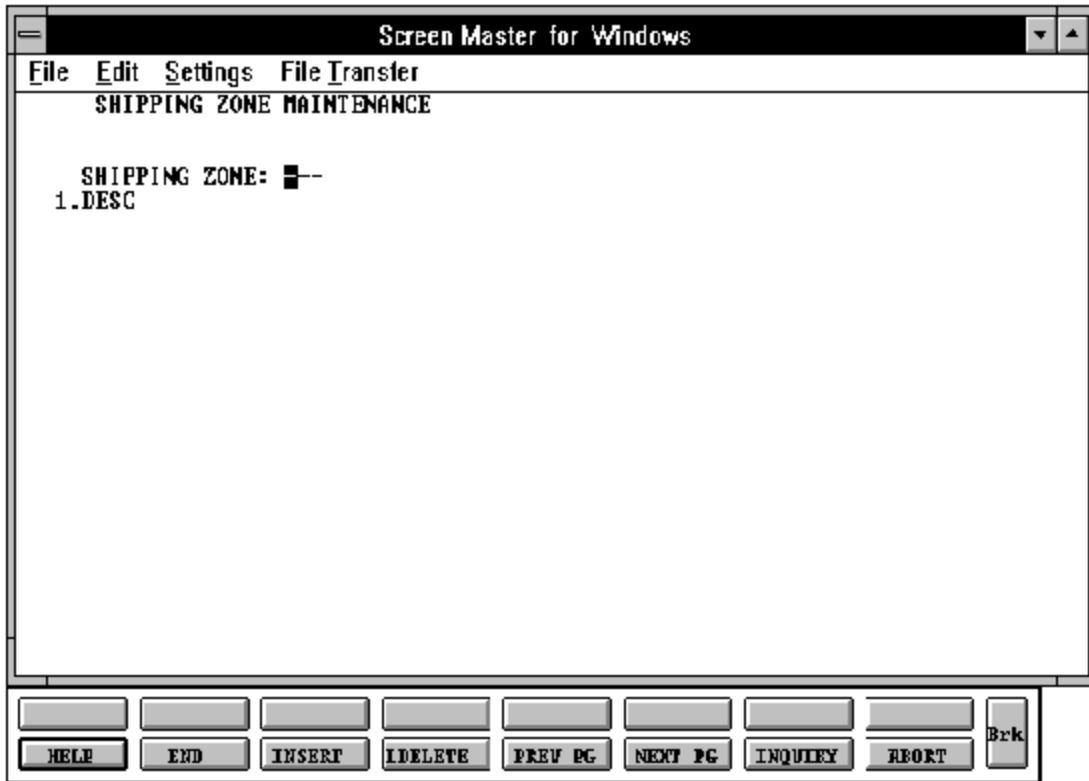 Screen Master for Windows
File Edit Settings File Transfer
SHIPPING ZONE MAINTENANCE
SHIPPING ZONE: ---
1.DESC
HELP END INSERT IDELETE PREV PG NEXT PG INQUIRY ABORT Brk